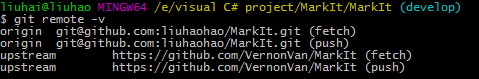 liuhai@liuhao MINGW64 /e/visual C# project/MarkIt/MarkIt (develop)
$ git remote -v
origin  git@github.com:liuhaohao/MarkIt.git (fetch)
origin  git@github.com:liuhaohao/MarkIt.git (push)
upstream        https://github.com/VernonVan/MarkIt (fetch)
upstream        https://github.com/VernonVan/MarkIt (push)